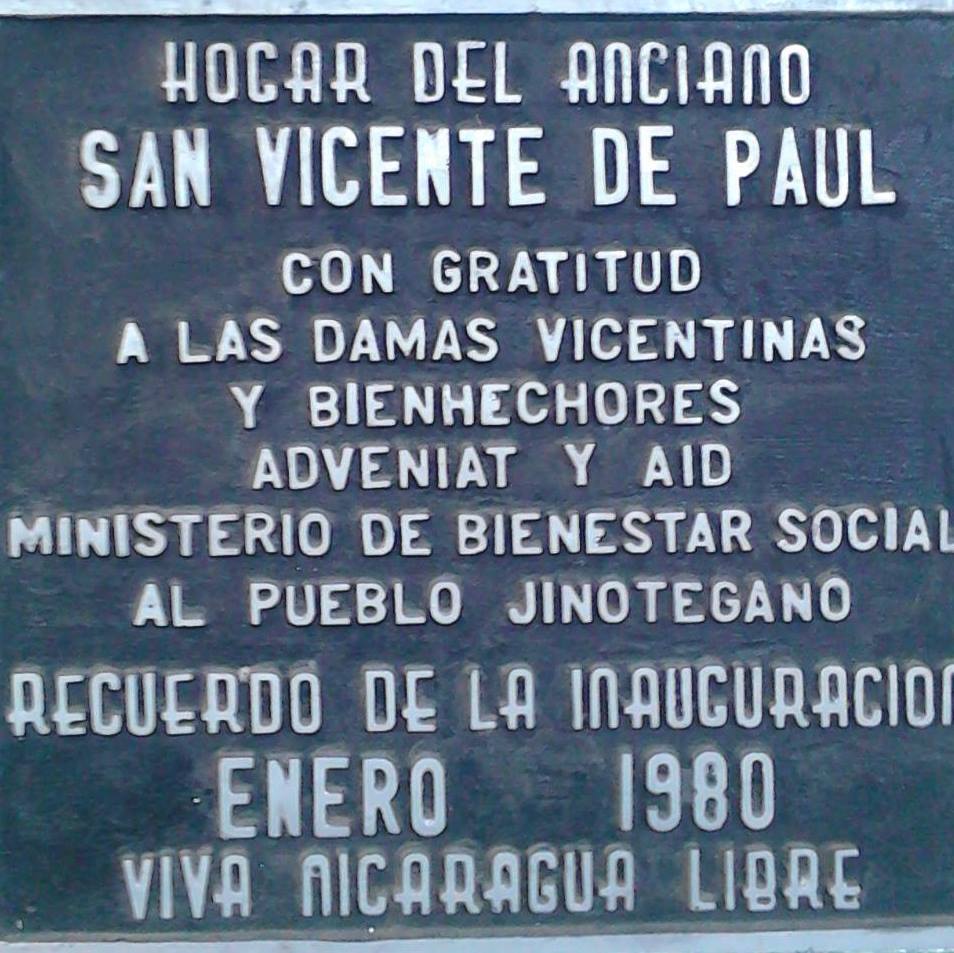 HOGAR DEL ANCIANO
SAN VICENTE DE PAUL
CON GRATITUD
A LAS DAMAS VICENTINAS
Y BIENHECHORES
ADVENIAT Y AID
MINISTERIO DE BIENESTAR SOCIAL
AL PUEBLO JINOTEGANO
RECUERDO DE LA INAUGURACION
ENERO 1980
VIVA NICARAGUA LIBRE